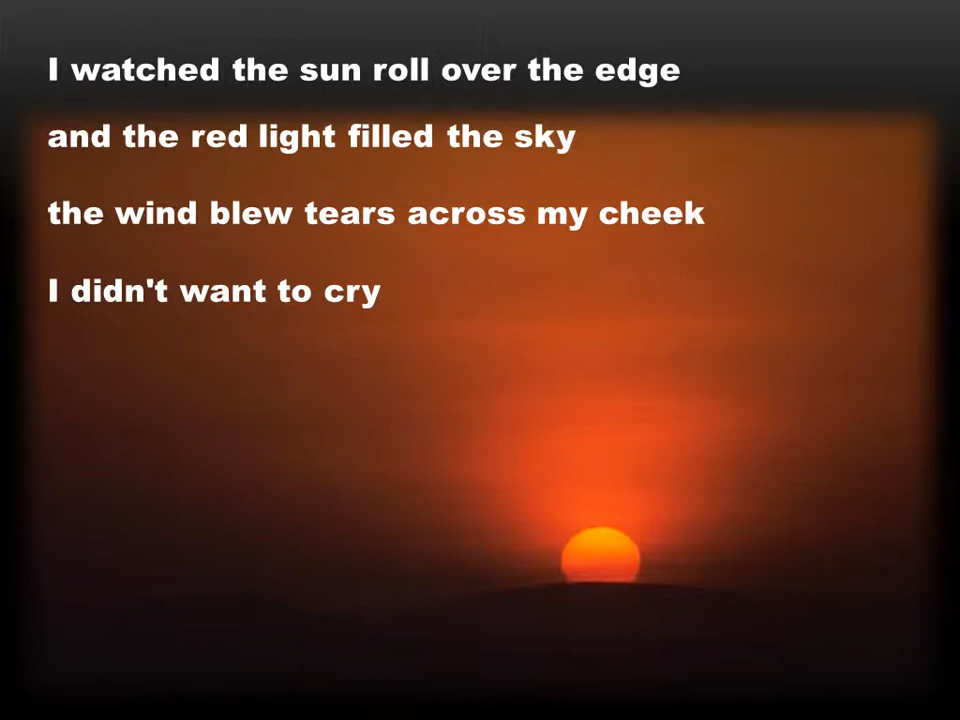 I watched the sun roll over the edge
and the red light filled the sky
the wind blew tears across my cheek
I didn't want to cry